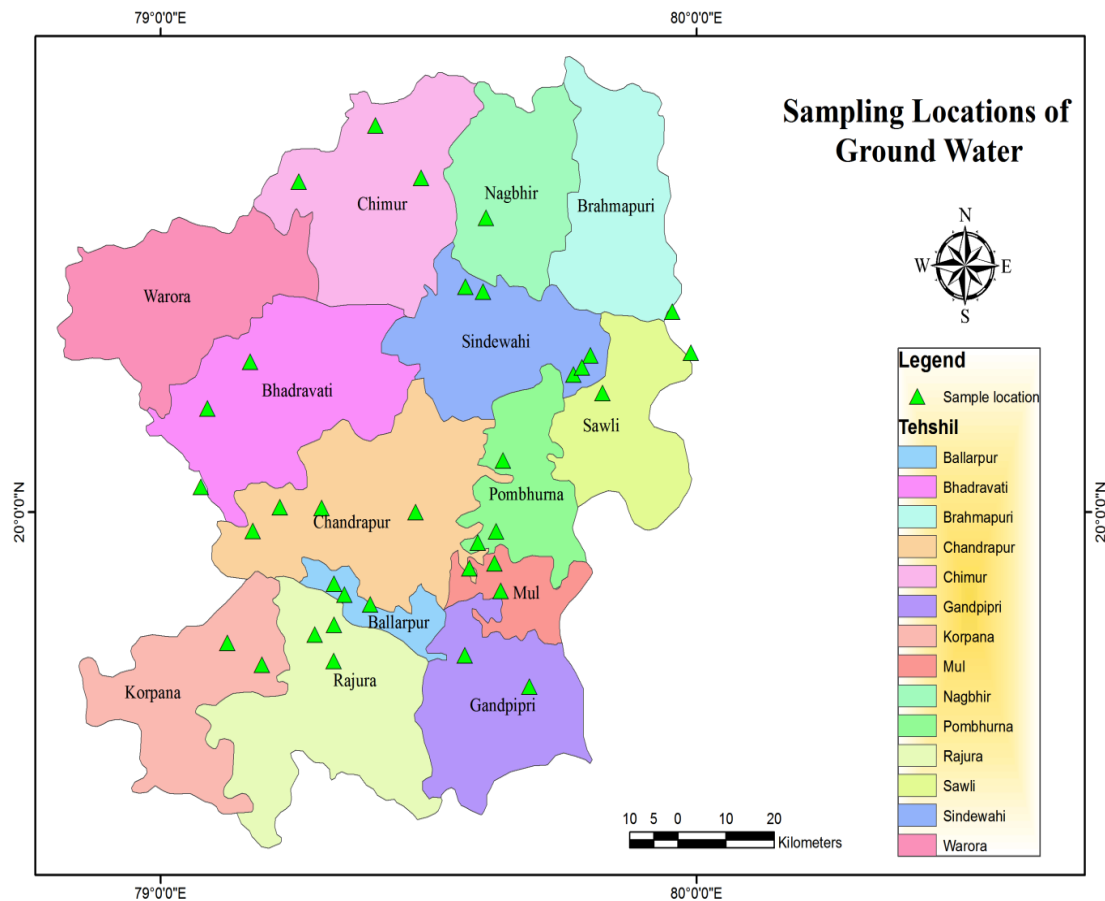 79°0'0"E
80°0'0"E
Sampling Locations of
Ground Water
N
W
E
S
Chimur
Nagbhir
Brahmapuri
Warora
Sindewahi
Bhadravati
Sawli
Pombhurna
Chandrapur
Mul
Ballarpur
Rajura
Korpana
Gandpipri
20°0'0"N
20°0'0"N
Legend
Sample location
Tehshil
Ballarpur
Bhadravati
Brahmapuri
Chandrapur
Chimur
Gandpipri
Korpana
Mul
Nagbhir
Pombhurna
Rajura
Sawli
Sindewahi
Warora
10 5 0 10 20
Kilometers
79°0'0"E
80°0'0"E